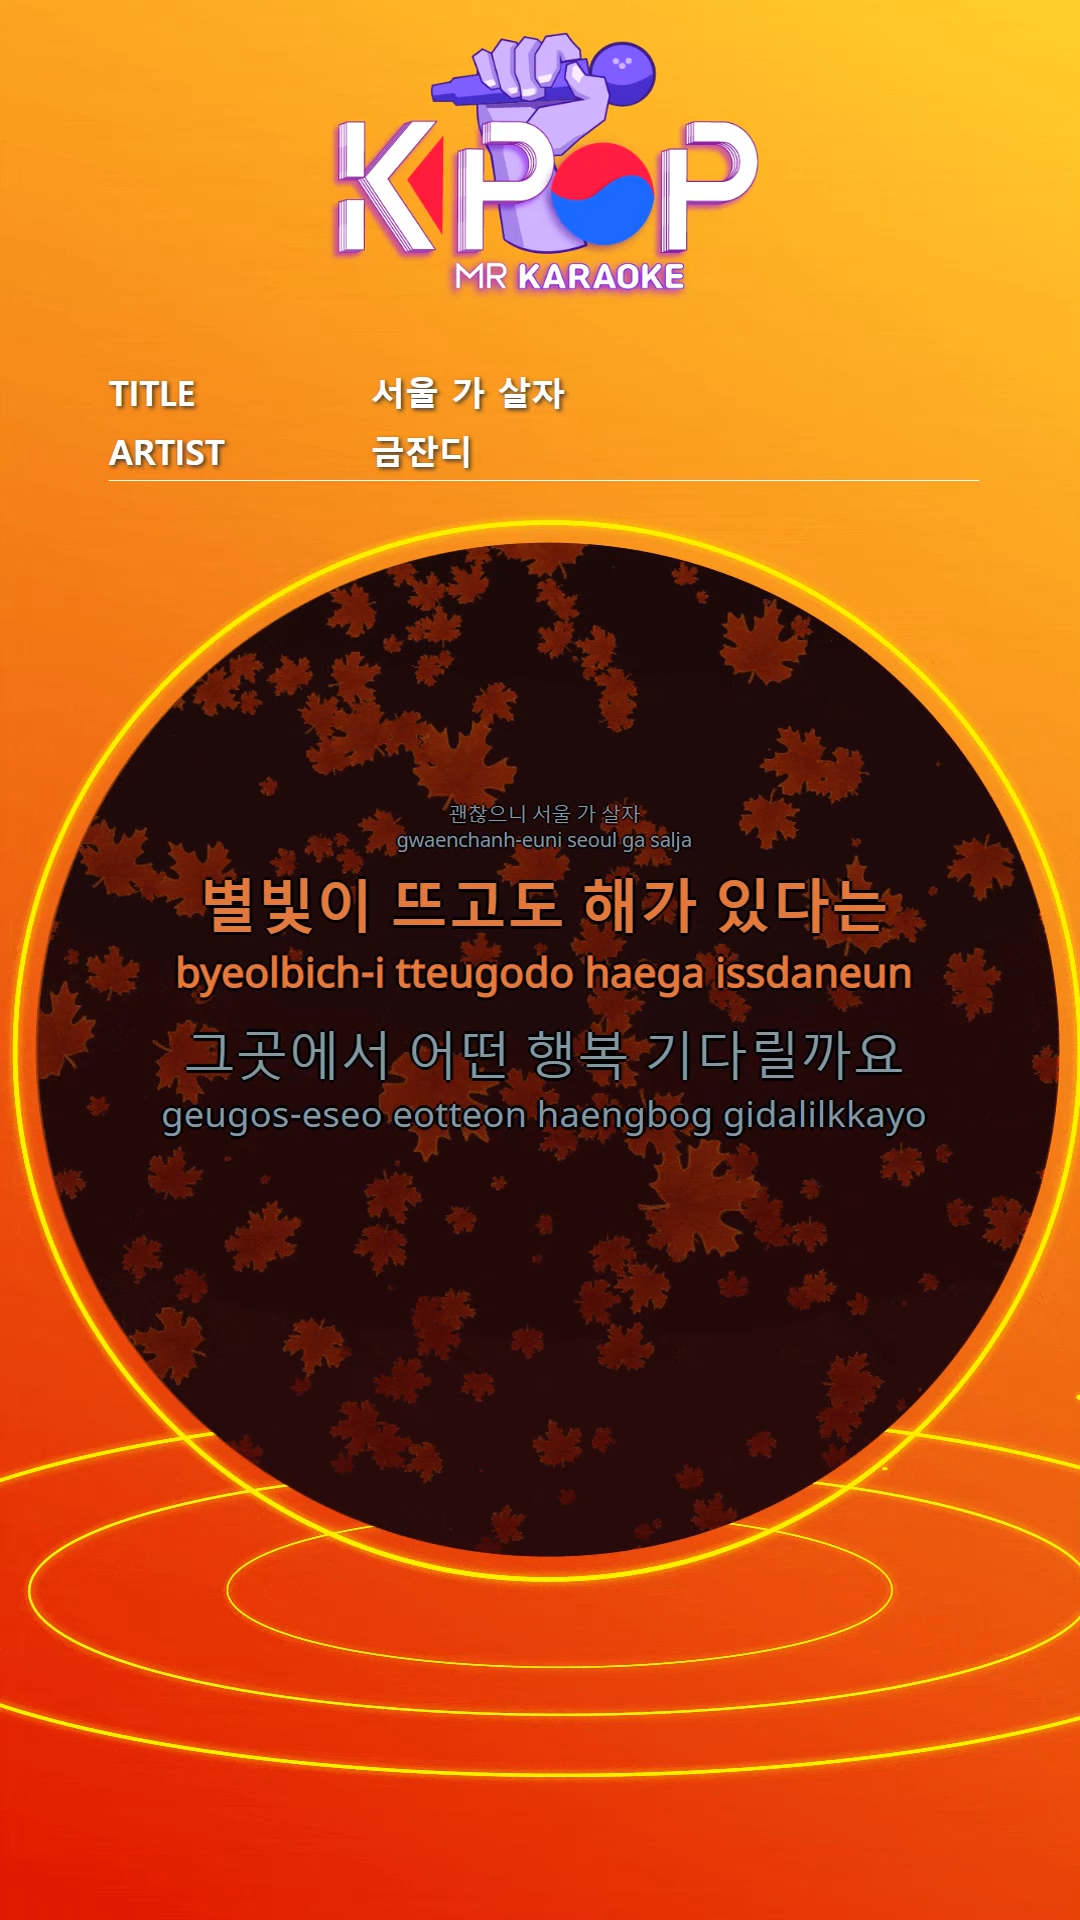 KPOP
MR KARAOKE
TITLE 서울 가 살자
ARTIST 금잔디
괜찮으니 서울 가 살자
gwaenchanh-euni seoul ga salja
별빛이 뜨고도 해가 있다는
byeolbich-i tteugodo haega issdaneun
그곳에서 어떤 행복 기다릴까요
geugos-eseo eotteon haengbog gidalilkkayo